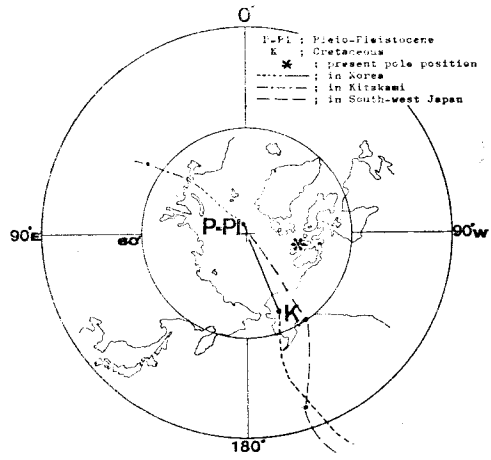 0°
P-Pl ; Pleio-Pleistocene
K ; Cretaceous
* ; present pole position
; in Korea
; in Kitakami
; in South-west Japan
90°E
60°
P-Pl
90°W
K
180°